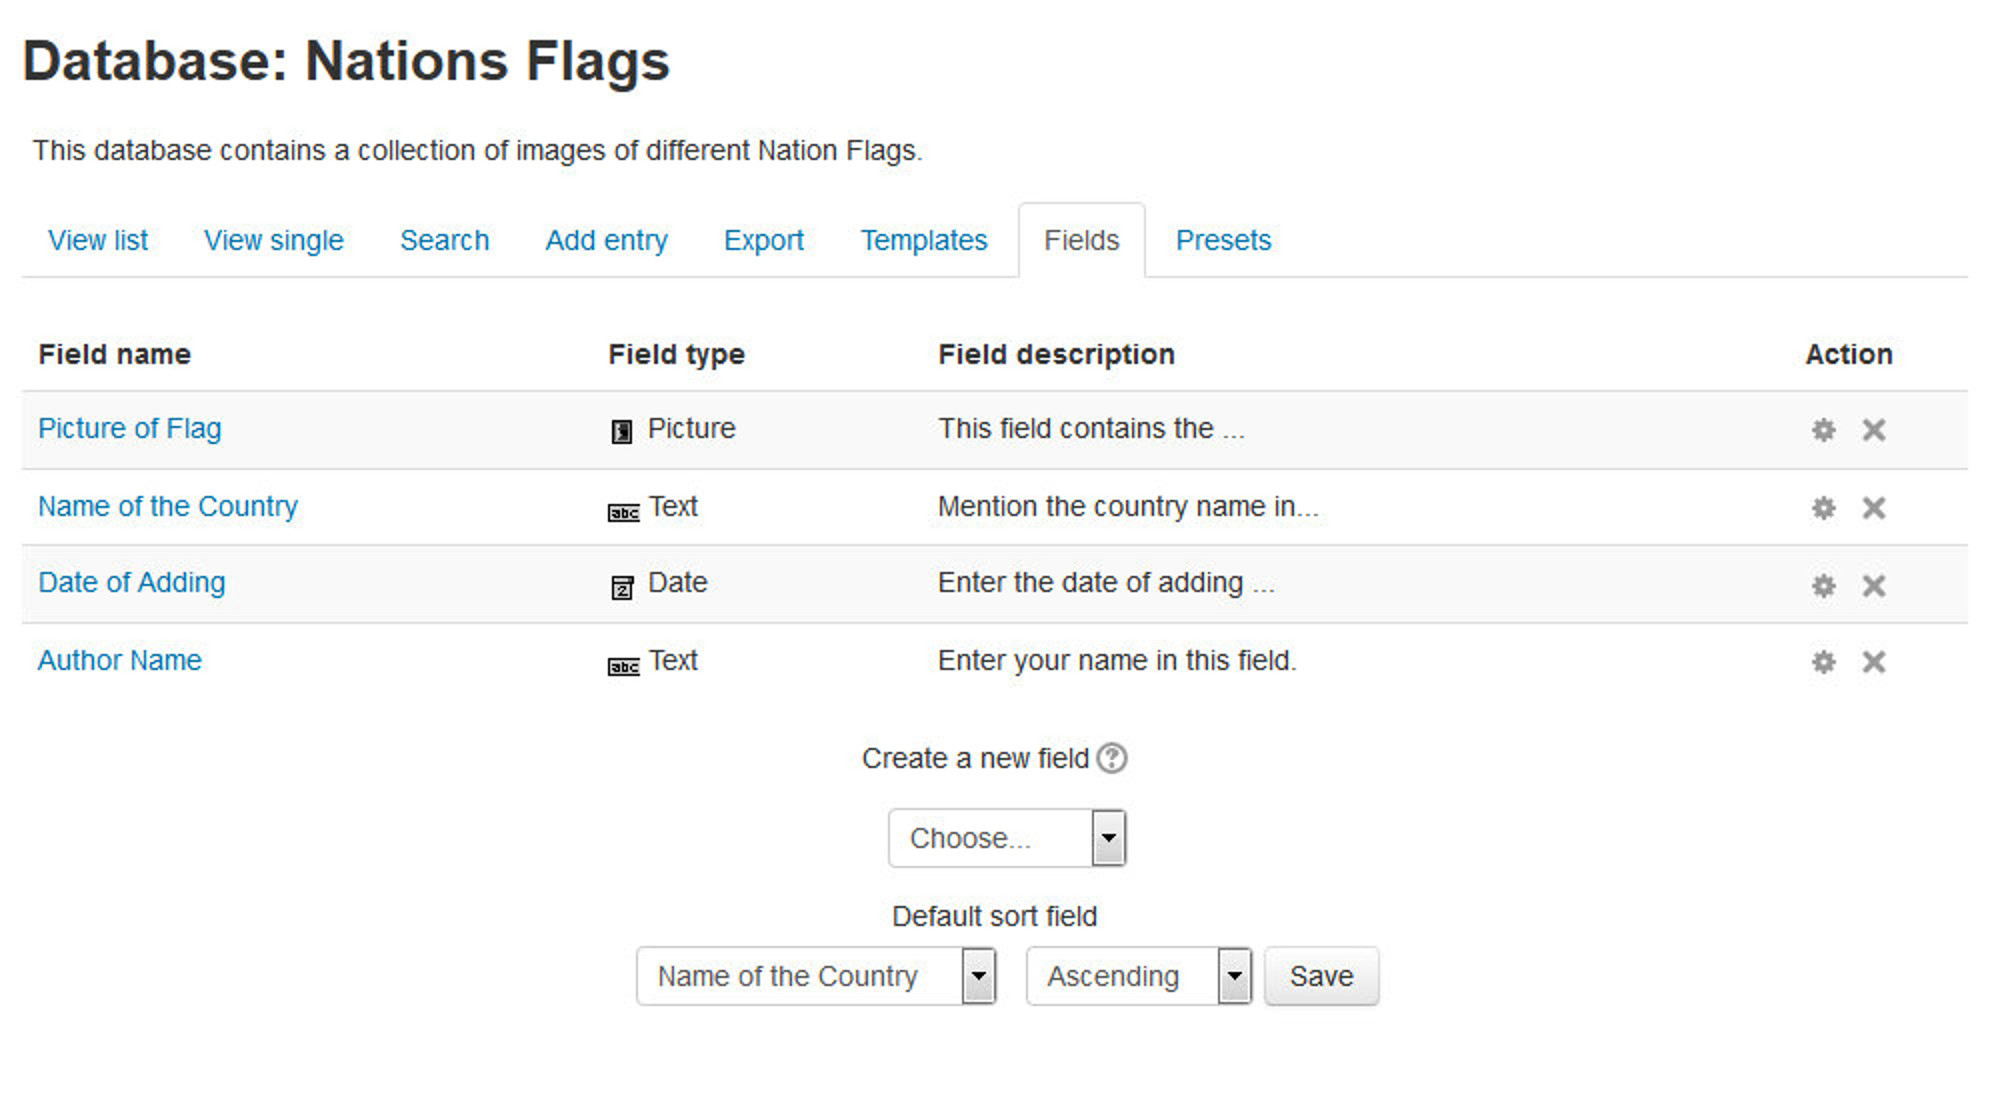 Database: Nations Flags
This database contains a collection of images of different Nation Flags.
View list View single Search Add entry Export Templates Fields Presets
Field name Field type Field description Action
Picture of Flag Picture This field contains the ...
Name of the Country abc Text Mention the country name in...
Date of Adding 2 Date Enter the date of adding ...
Author Name abc Text Enter your name in this field.
Create a new field ?
Choose...
Default sort field
Name of the Country Ascending Save